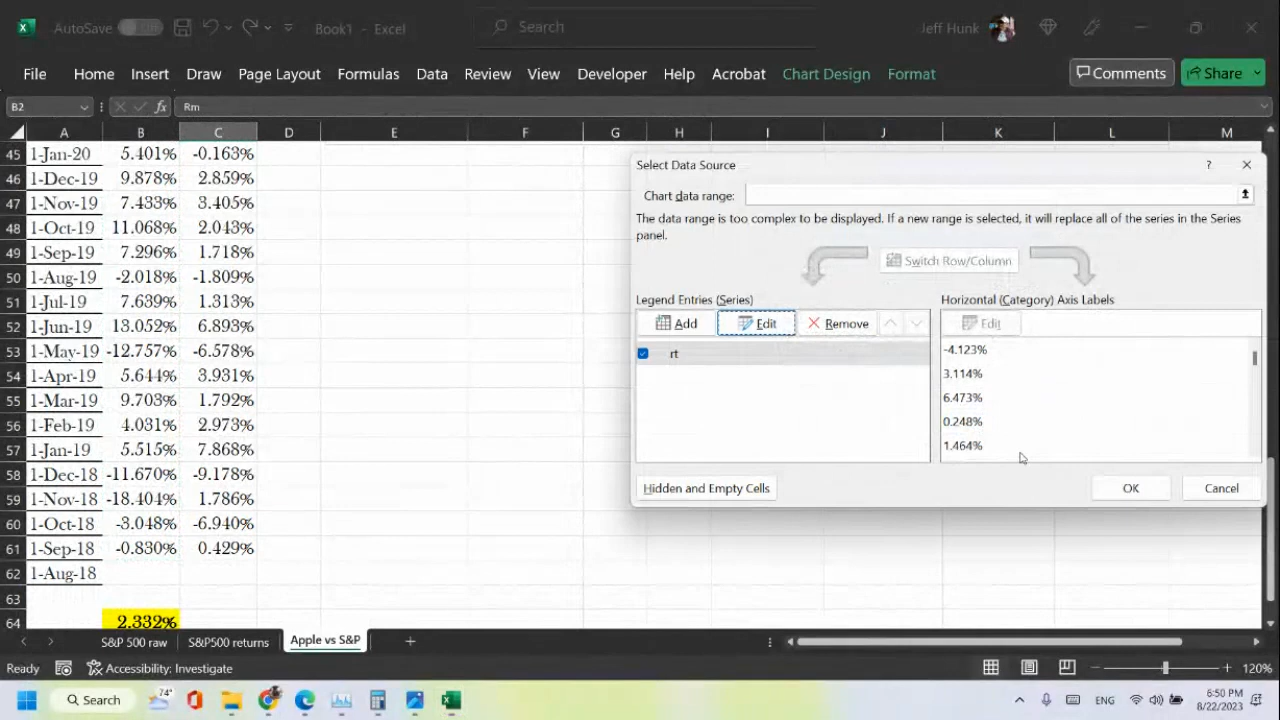 AutoSave Off Book1 - Excel Search Jeff Hunk
File Home Insert Draw Page Layout Formulas Data Review View Developer Help Acrobat Chart Design Format Comments Share
B2 fx Rm
A B C D E F G H I J K L M
45 1-Jan-20 5.401% -0.163%
46 1-Dec-19 9.878% 2.859%
47 1-Nov-19 7.433% 3.405%
48 1-Oct-19 11.068% 2.043%
49 1-Sep-19 7.296% 1.718%
50 1-Aug-19 -2.018% -1.809%
51 1-Jul-19 7.639% 1.313%
52 1-Jun-19 13.052% 6.893%
53 1-May-19 -12.757% -6.578%
54 1-Apr-19 5.644% 3.931%
55 1-Mar-19 9.703% 1.792%
56 1-Feb-19 4.031% 2.973%
57 1-Jan-19 5.515% 7.868%
58 1-Dec-18 -11.670% -9.178%
59 1-Nov-18 -18.404% 1.786%
60 1-Oct-18 -3.048% -6.940%
61 1-Sep-18 -0.830% 0.429%
62 1-Aug-18
63
64 2.332%
Select Data Source ?
Chart data range:
The data range is too complex to be displayed. If a new range is selected, it will replace all of the series in the Series
panel.
Switch Row/Column
Legend Entries (Series) Horizontal (Category) Axis Labels
Add Edit Remove Edit
rt
-4.123%
3.114%
6.473%
0.248%
1.464%
Hidden and Empty Cells OK Cancel
S&P 500 raw S&P500 returns Apple vs S&P
Ready Accessibility: Investigate 120%
Search 74° ENG 6:50 PM
8/22/2023